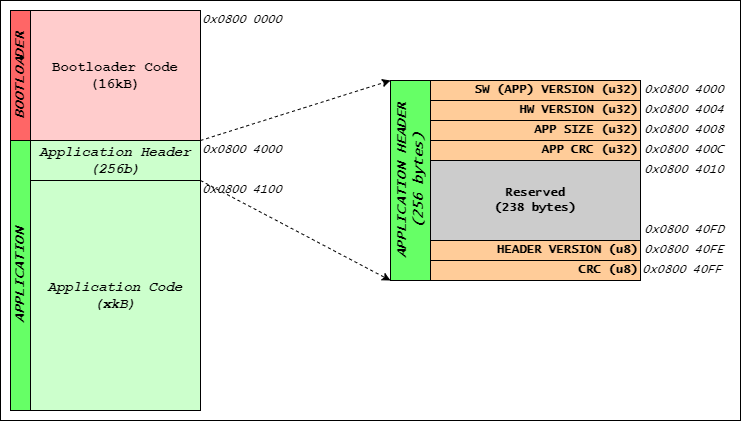 BOOTLOADER
Bootloader Code
(16kB)
0x0800 0000
APPLICATION
Application Header
(256b)
0x0800 4000
0x0800 4100
Application Code
(xkB)
APPLICATION HEADER
(256 bytes)
SW (APP) VERSION (u32)
0x0800 4000
HW VERSION (u32)
0x0800 4004
APP SIZE (u32)
0x0800 4008
APP CRC (u32)
0x0800 400C
0x0800 4010
Reserved
(238 bytes)
0x0800 40FD
HEADER VERSION (u8)
0x0800 40FE
CRC (u8)
0x0800 40FF